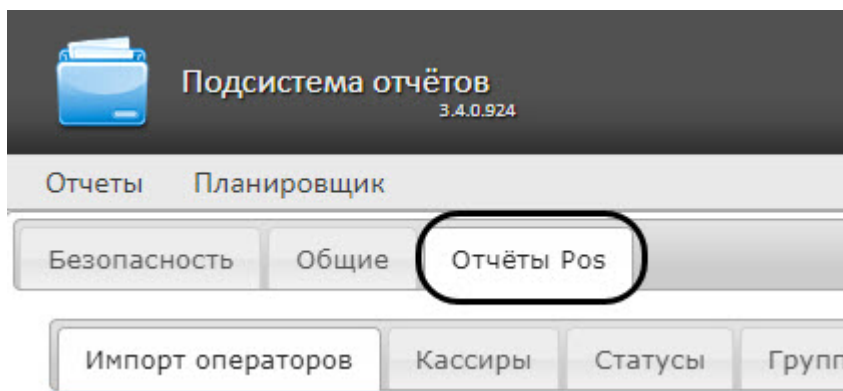 Подсистема отчётов
3.4.0.924
Отчеты Планировщик
Безопасность Общие Отчёты Pos
Импорт операторов Кассиры Статусы